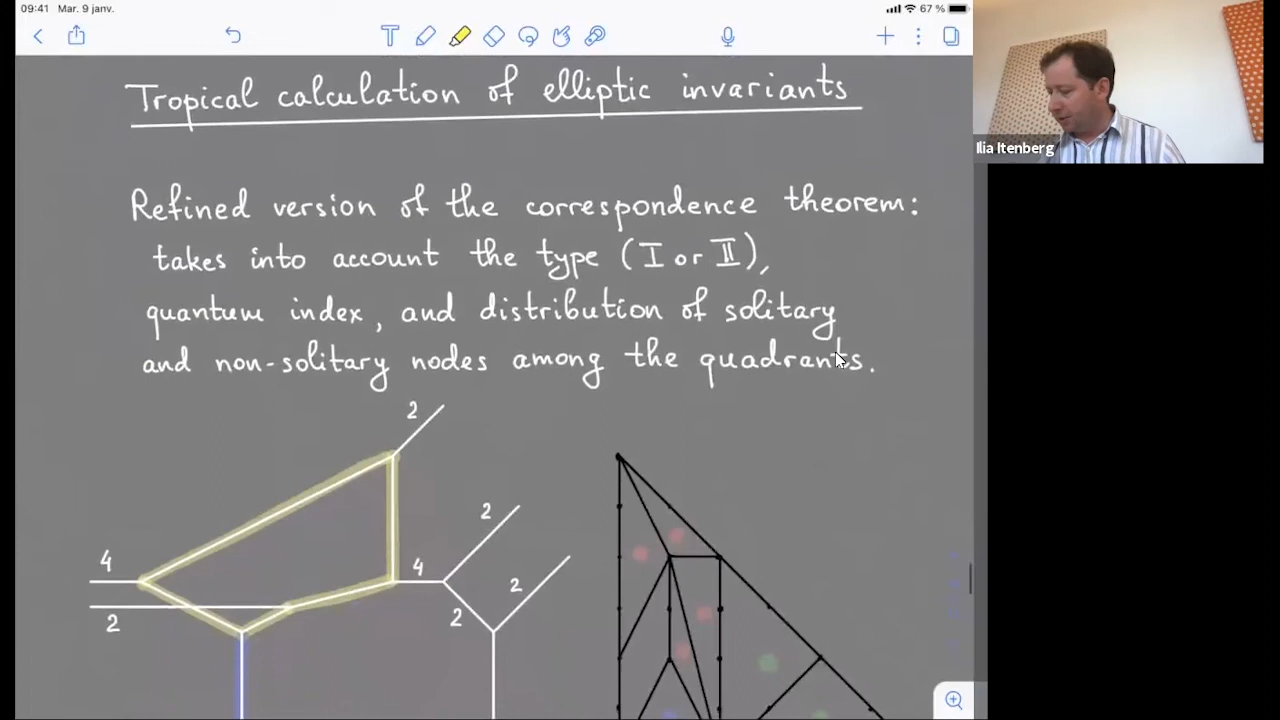 09:41 Mar. 9 janv.
67 %
Tropical calculation of elliptic invariants
Ilia Itenberg
Refined version of the correspondence theorem:
takes into account the type (I or II),
quantum index, and distribution of solitary
and non-solitary nodes among the quadrants.
2
2
4
4
2
2
2